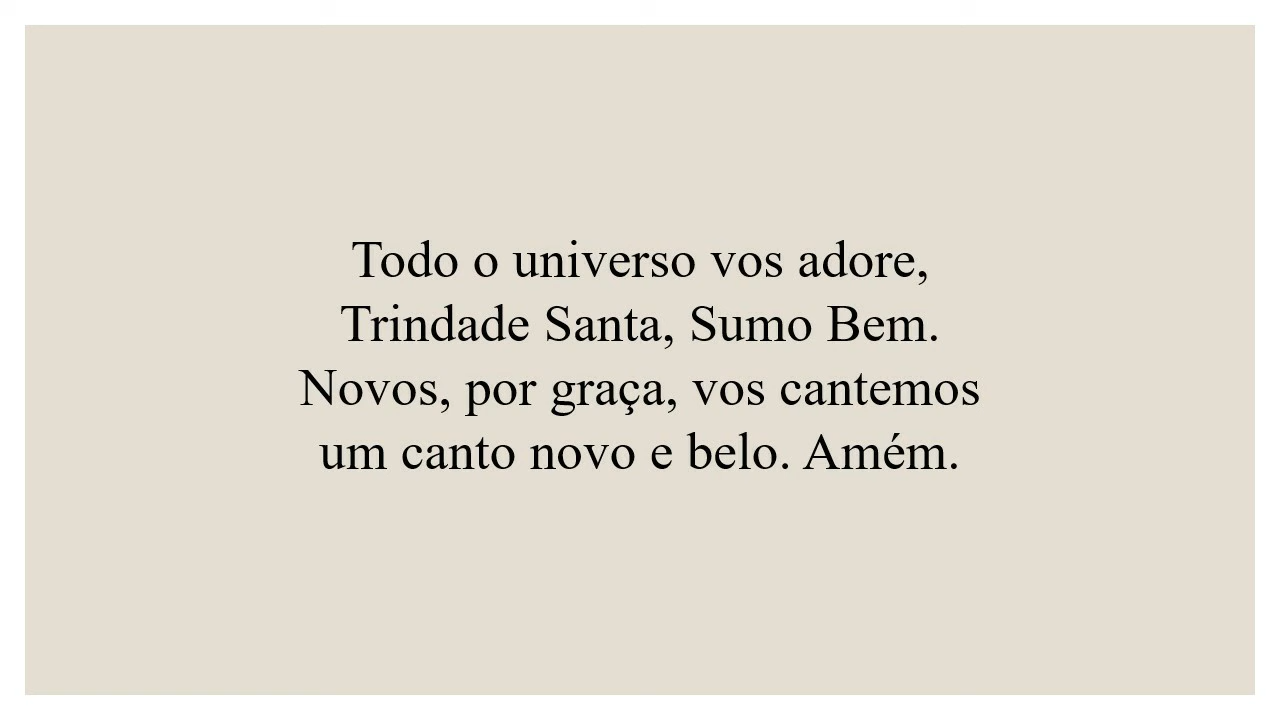 Todo o universo vos adore,
Trindade Santa, Sumo Bem.
Novos, por graça, vos cantemos
um canto novo e belo. Amém.